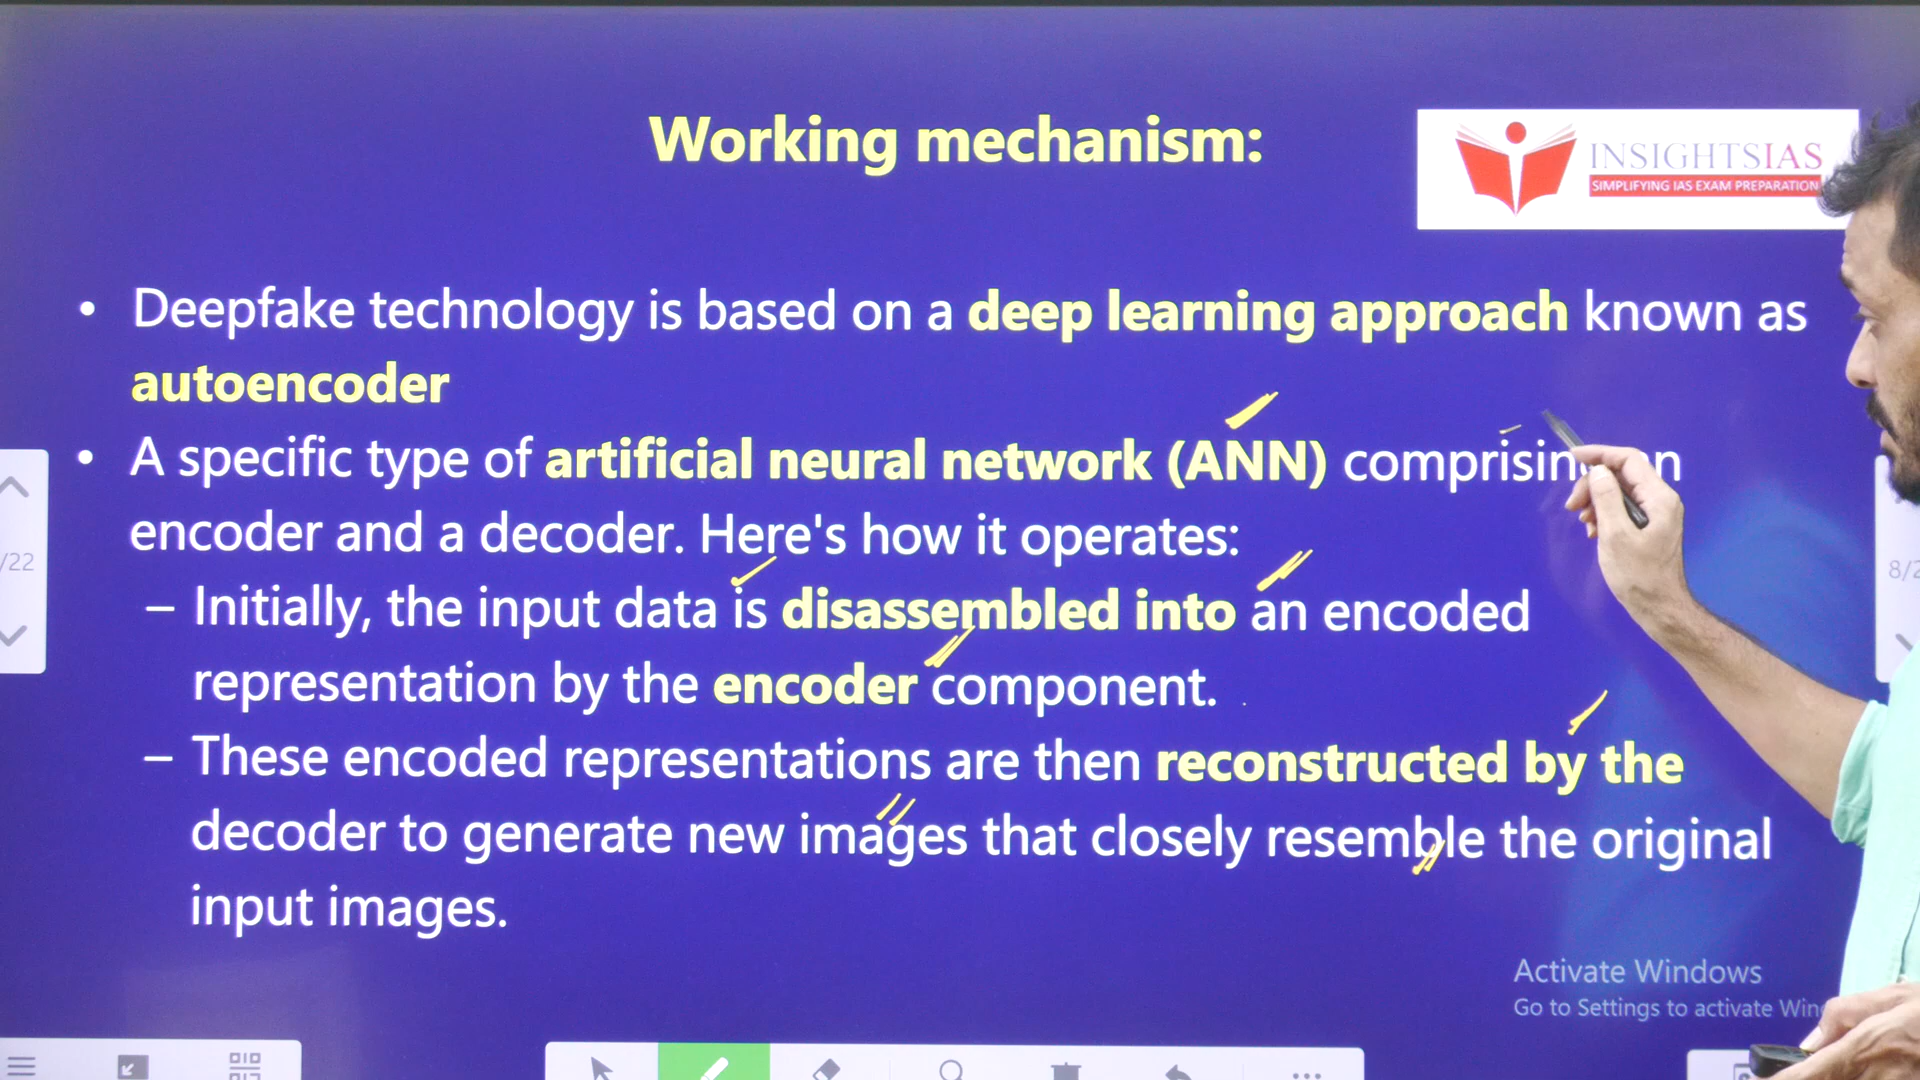 Working mechanism:
INSIGHTSIAS
SIMPLIFYING IAS EXAM PREPARATION
• Deepfake technology is based on a deep learning approach known as
autoencoder
• A specific type of artificial neural network (ANN) comprising an
encoder and a decoder. Here's how it operates:
– Initially, the input data is disassembled into an encoded
representation by the encoder component.
– These encoded representations are then reconstructed by the
decoder to generate new images that closely resemble the original
input images.
/22
8/2
Activate Windows
Go to Settings to activate Win